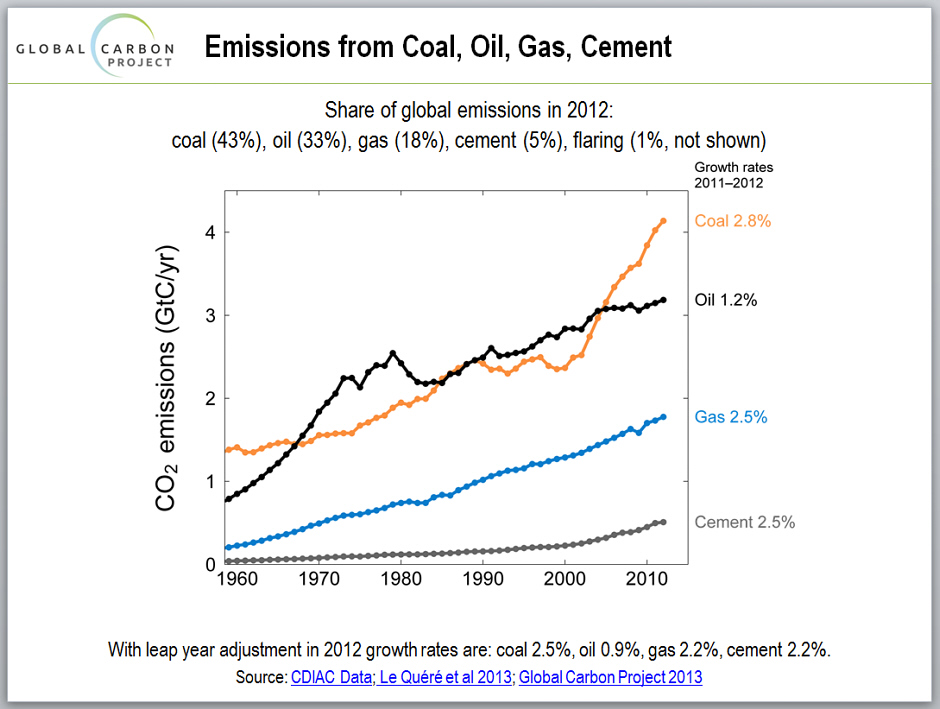 GLOBAL CARBON PROJECT
Emissions from Coal, Oil, Gas, Cement
Share of global emissions in 2012:
coal (43%), oil (33%), gas (18%), cement (5%), flaring (1%, not shown)
Growth rates
2011–2012
CO2 emissions (GtC/yr)
4
3
2
1
0
Coal 2.8%
Oil 1.2%
Gas 2.5%
Cement 2.5%
1960 1970 1980 1990 2000 2010
With leap year adjustment in 2012 growth rates are: coal 2.5%, oil 0.9%, gas 2.2%, cement 2.2%.
Source: CDIAC Data; Le Quéré et al 2013; Global Carbon Project 2013